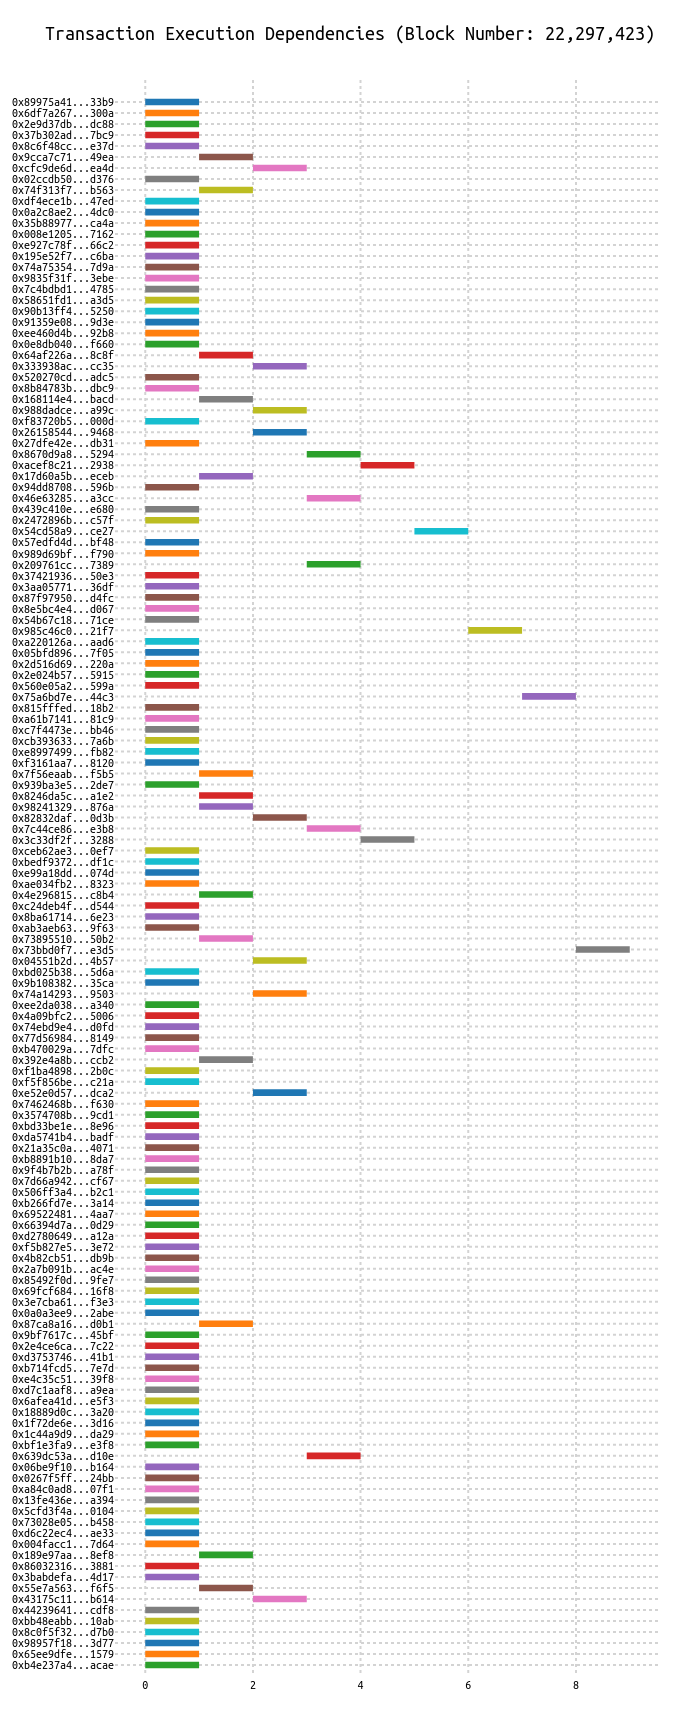 Transaction Execution Dependencies (Block Number: 22,297,423)
0x89975a41...33b9
0x6df7a267...300a
0x2e9d37db...dc88
0x37b302ad...7bc9
0x8c6f48cc...e37d
0x9cca7c71...49ea
0xcfc9de6d...ea4d
0x02ccdb50...d376
0x74f313f7...b563
0xdf4ece1b...47ed
0x0a2c8ae2...4dc0
0x35b88977...ca4a
0x008e1205...7162
0xe927c78f...66c2
0x195e52f7...c6ba
0x74a75354...7d9a
0x9835f31f...3ebe
0x7c4bdbd1...4785
0x58651fd1...a3d5
0x90b13ff4...5250
0x91359e08...9d3e
0xee460d4b...92b8
0x0e8db040...f660
0x64af226a...8c8f
0x333938ac...cc35
0x520270cd...adc5
0x8b84783b...dbc9
0x168114e4...bacd
0x988dadce...a99c
0xf83720b5...000d
0x26158544...9468
0x27dfe42e...db31
0x8670d9a8...5294
0xacef8c21...2938
0x17d60a5b...eceb
0x94dd8708...596b
0x46e63285...a3cc
0x439c410e...e680
0x2472896b...c57f
0x54cd58a9...ce27
0x57edfd4d...bf48
0x989d69bf...f790
0x209761cc...7389
0x37421936...50e3
0x3aa05771...36df
0x87f97950...d4fc
0x8e5bc4e4...d067
0x54b67c18...71ce
0x985c46c0...21f7
0xa220126a...aad6
0x05bfd896...7f05
0x2d516d69...220a
0x2e024b57...5915
0x560e05a2...599a
0x75a6bd7e...44c3
0x815fffed...18b2
0xa61b7141...81c9
0xc7f4473e...bb46
0xcb393633...7a6b
0xe8997499...fb82
0xf3161aa7...8120
0x7f56eaab...f5b5
0x939ba3e5...2de7
0x8246da5c...a1e2
0x98241329...876a
0x82832daf...0d3b
0x7c44ce86...e3b8
0x3c33df2f...3288
0xceb62ae3...0ef7
0xbedf9372...df1c
0xe99a18dd...074d
0xae034fb2...8323
0x4e296815...c8b4
0xc24deb4f...d544
0x8ba61714...6e23
0xab3aeb63...9f63
0x73895510...50b2
0x73bbd0f7...e3d5
0x04551b2d...4b57
0xbd025b38...5d6a
0x9b108382...35ca
0x74a14293...9503
0xee2da038...a340
0x4a09bfc2...5006
0x74ebd9e4...d0fd
0x77d56984...8149
0xb470029a...7dfc
0x392e4a8b...ccb2
0xf1ba4898...2b0c
0xf5f856be...c21a
0xe52e0d57...dca2
0x7462468b...f630
0x3574708b...9cd1
0xbd33be1e...8e96
0xda5741b4...badf
0x21a35c0a...4071
0xb8891b10...8da7
0x9f4b7b2b...a78f
0x7d66a942...cf67
0x506ff3a4...b2c1
0xb266fd7e...3a14
0x69522481...4aa7
0x66394d7a...0d29
0xd2780649...a12a
0xf5b827e5...3e72
0x4b82cb51...db9b
0x2a7b091b...ac4e
0x85492f0d...9fe7
0x69fcf684...16f8
0x3e7cba61...f3e3
0x0a0a3ee9...2abe
0x87ca8a16...d0b1
0x9bf7617c...45bf
0x2e4ce6ca...7c22
0xd3753746...41b1
0xb714fcd5...7e7d
0xe4c35c51...39f8
0xd7c1aaf8...a9ea
0x6afea41d...e5f3
0x18889d0c...3a20
0x1f72de6e...3d16
0x1c44a9d9...da29
0xbf1e3fa9...e3f8
0x639dc53a...d10e
0x06be9f10...b164
0x0267f5ff...24bb
0xa84c0ad8...07f1
0x13fe436e...a394
0x5cfd3f4a...0104
0x73028e05...b458
0xd6c22ec4...ae33
0x004facc1...7d64
0x189e97aa...8ef8
0x86032316...3881
0x3babdefa...4d17
0x55e7a563...f6f5
0x43175c11...b614
0x44239641...cdf8
0xbb48eabb...10ab
0x8c0f5f32...d7b0
0x98957f18...3d77
0x65ee9dfe...1579
0xb4e237a4...acae
0 2 4 6 8